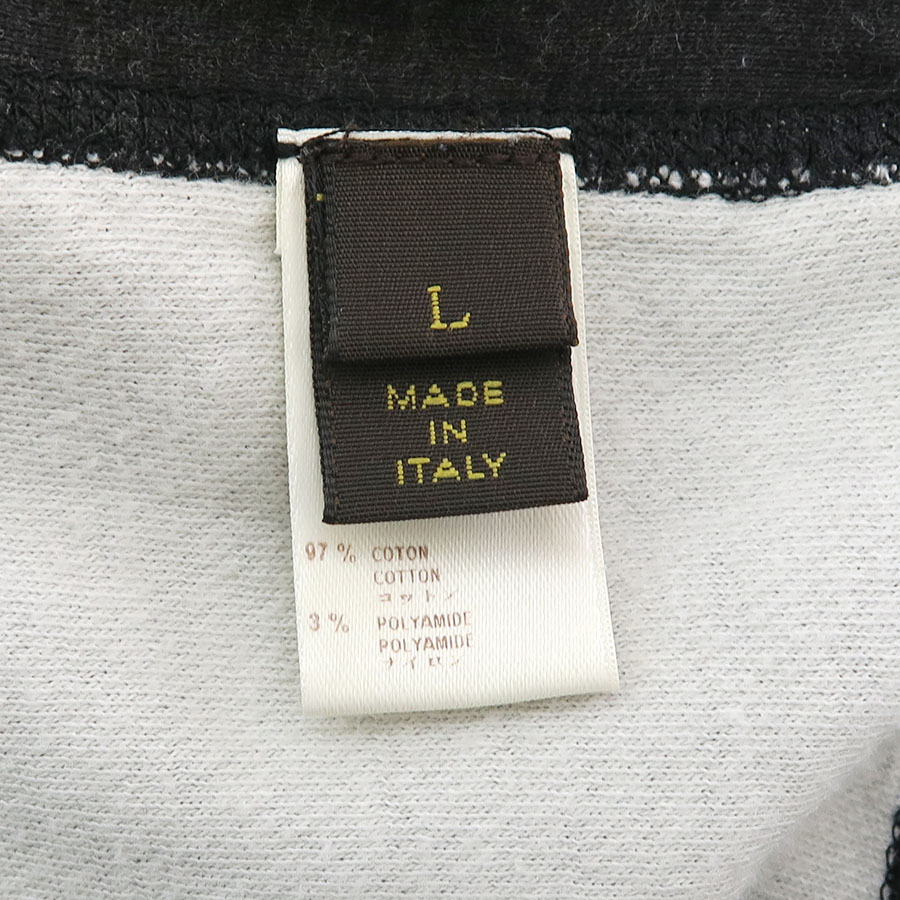 L
MADE
IN
ITALY
97 % COTON
COTTON
コットン
3 % POLYAMIDE
POLYAMIDE
ナイロン